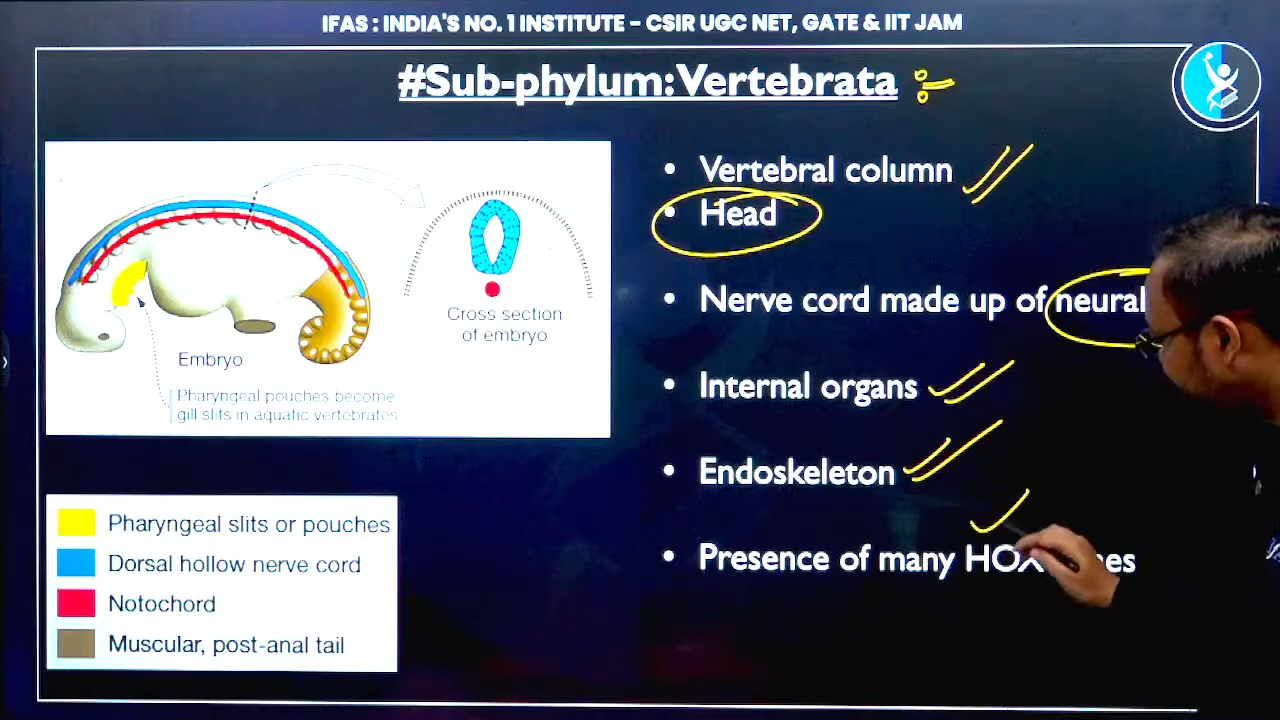 IFAS : INDIA'S NO. 1 INSTITUTE – CSIR UGC NET, GATE & IIT JAM
#Sub-phylum: Vertebrata
• Vertebral column
• Head
• Nerve cord made up of neural
• Internal organs
• Endoskeleton
• Presence of many
Embryo
Pharyngeal pouches become
gill slits in aquatic vertebrates
Cross section
of embryo
Pharyngeal slits or pouches
Dorsal hollow nerve cord
Notochord
Muscular, post-anal tail